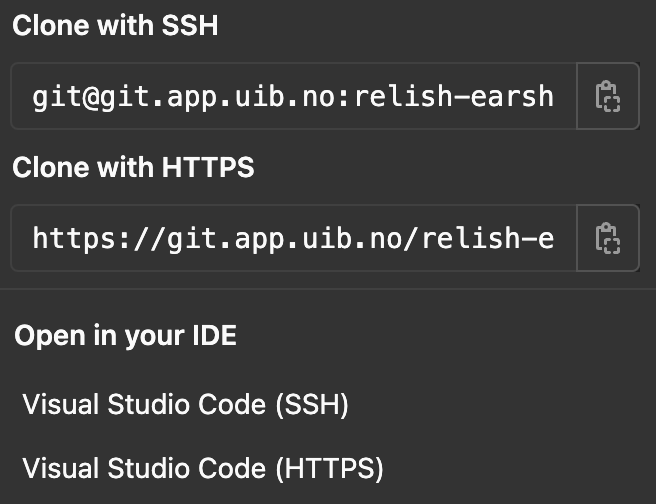 Clone with SSH
git@git.app.uib.no:relish-earsh
Clone with HTTPS
https://git.app.uib.no/relish-e
Open in your IDE
Visual Studio Code (SSH)
Visual Studio Code (HTTPS)